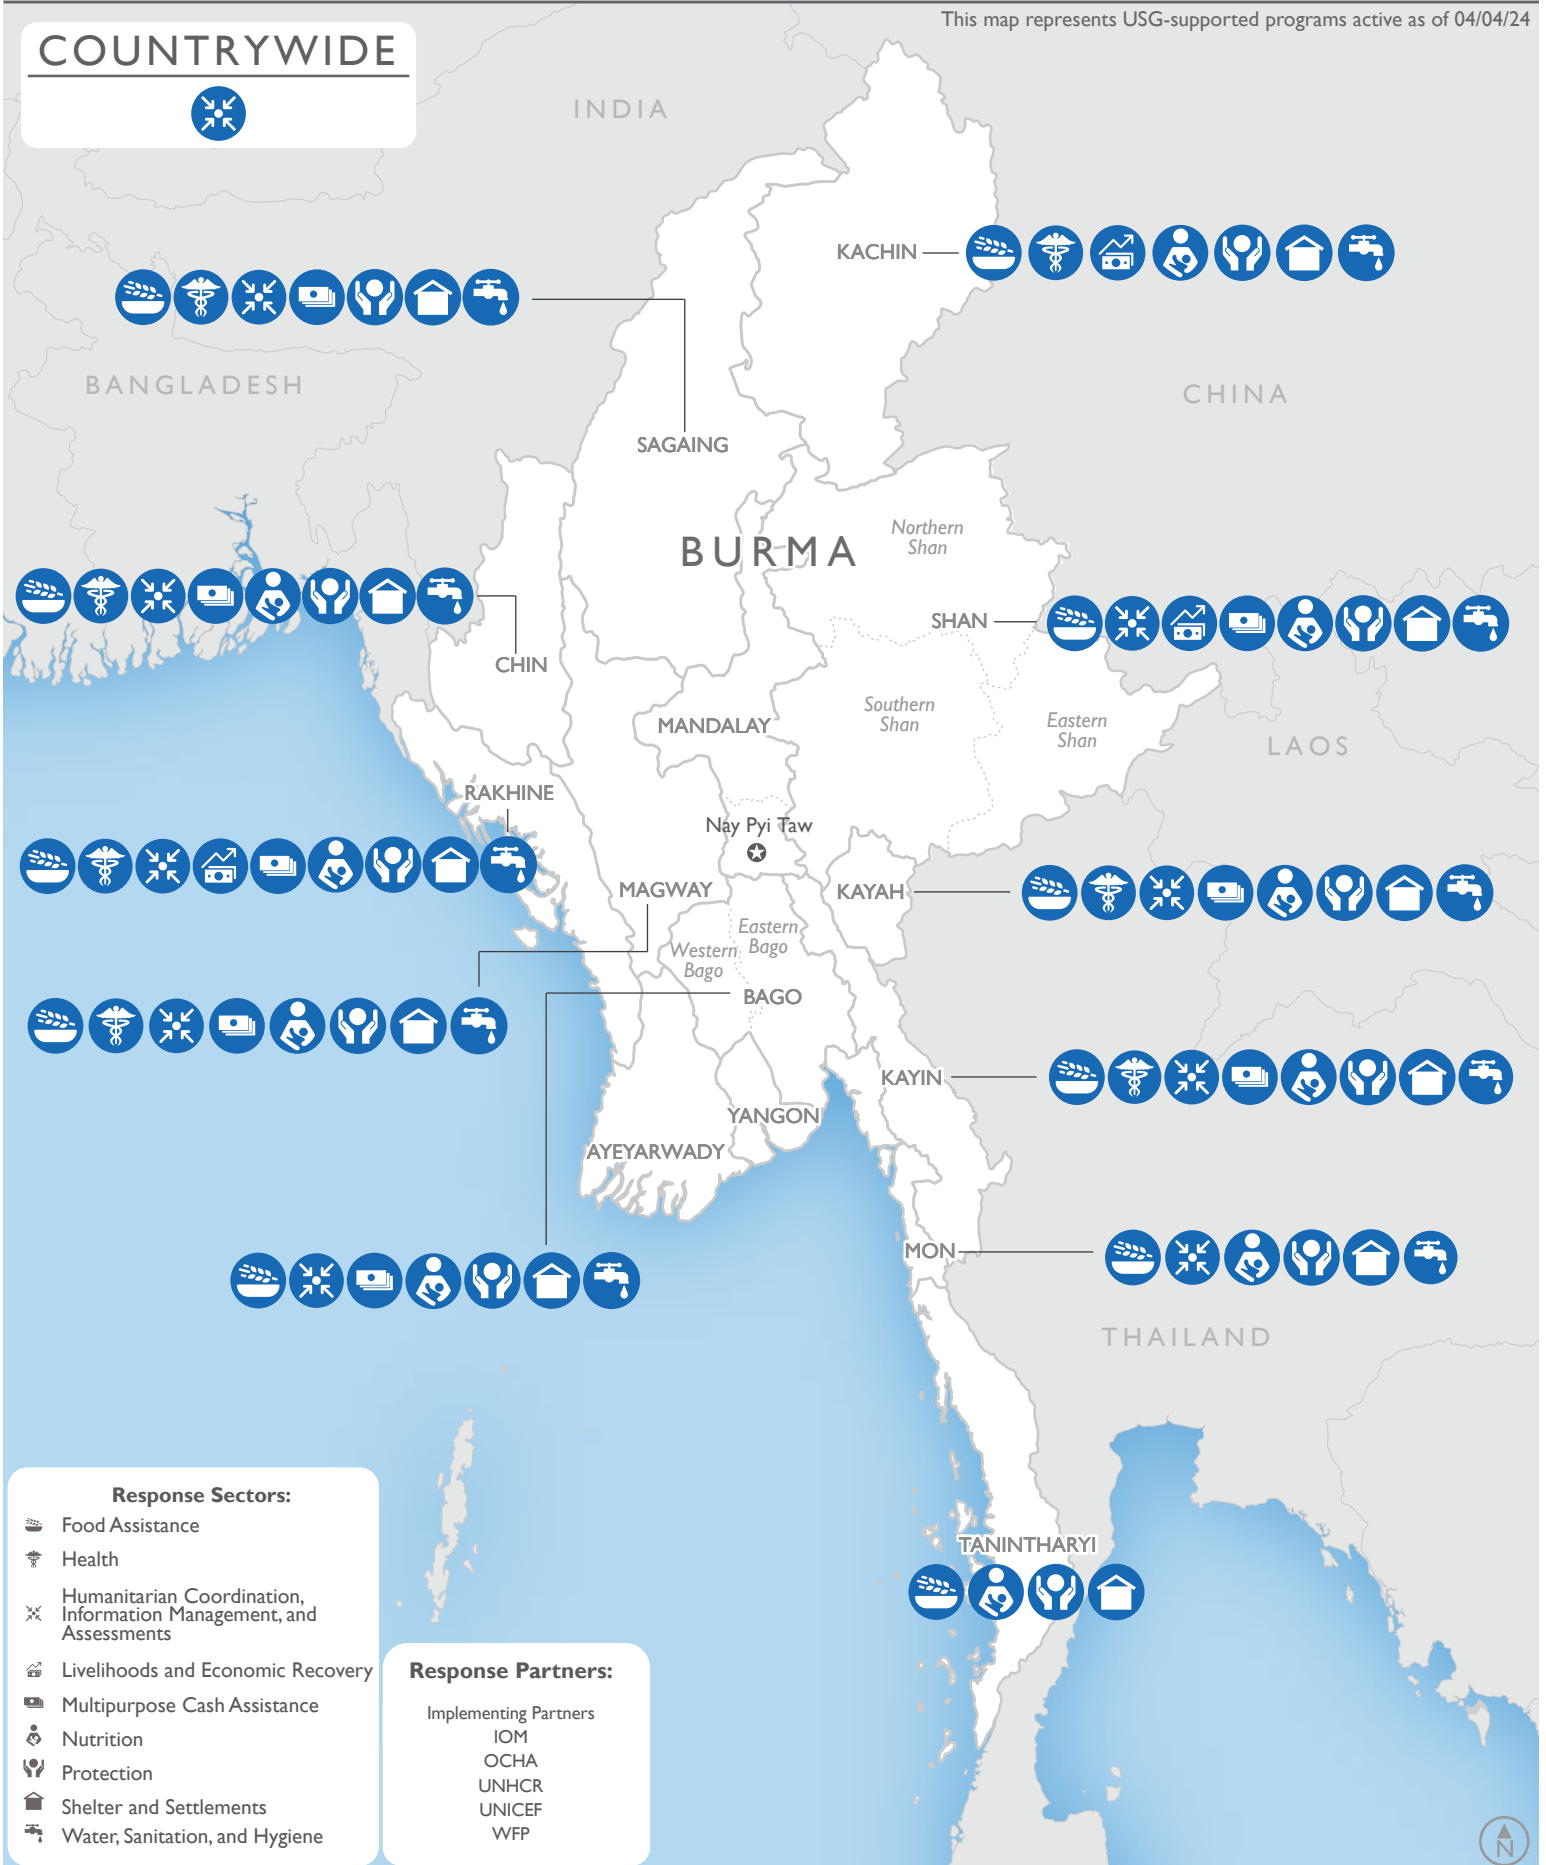 This map represents USG-supported programs active as of 04/04/24
COUNTRYWIDE
INDIA
KACHIN
BANGLADESH
CHINA
SAGAING
Northern
Shan
BURMA
SHAN
CHIN
Southern
Shan
Eastern
Shan
MANDALAY
LAOS
RAKHINE
Nay Pyi Taw
MAGWAY
KAYAH
Eastern
Bago
Western
Bago
BAGO
KAYIN
YANGON
AYEYARWADY
MON
THAILAND
TANINTHARYI
Response Sectors:
Food Assistance
Health
Humanitarian Coordination,
Information Management, and
Assessments
Livelihoods and Economic Recovery
Multipurpose Cash Assistance
Nutrition
Protection
Shelter and Settlements
Water, Sanitation, and Hygiene
Response Partners:
Implementing Partners
IOM
OCHA
UNHCR
UNICEF
WFP
N